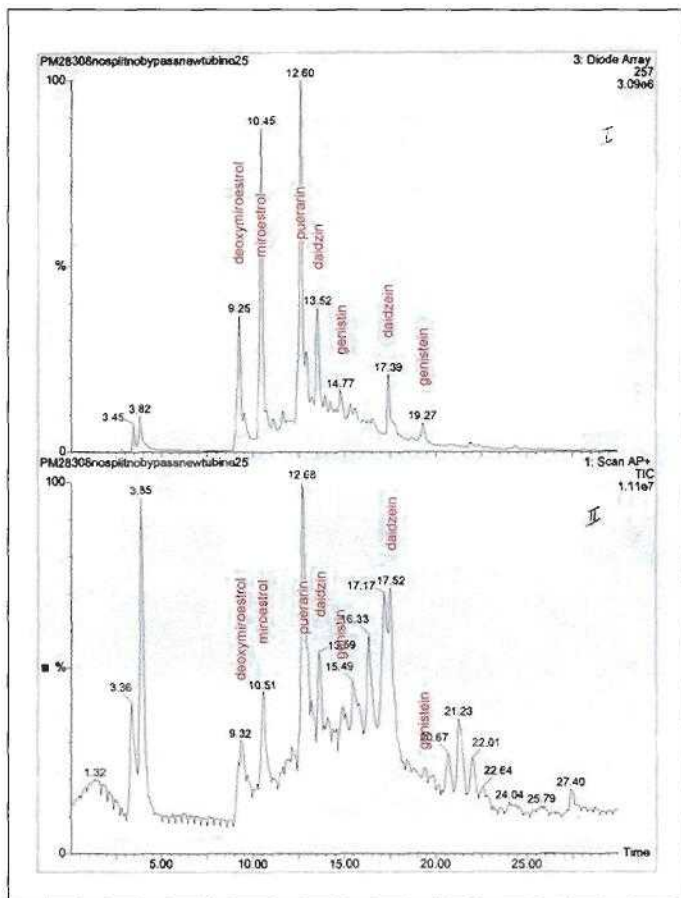 PM28308nosplitnobypassnewtubing25
3: Diode Array
257
3.09e6
100
12.60
I
10.45
deoxymiroestrol
miroestrol
puerarin
daidzin
%
9.25
13.52
genistin
daidzein
genistein
14.77
17.39
3.45
3.82
19.27
0
PM28308nosplitnobypassnewtubing25
1: Scan AP+
TIC
1.11e7
100
3.85
12.68
II
deoxymiroestrol
miroestrol
puerarin
daidzin
genistin
daidzein
17.17
17.52
16.33
%
3.36
10.51
15.49
9.32
genistein
21.23
22.01
22.64
1.32
24.04
25.79
27.40
0
Time
5.00
10.00
15.00
20.00
25.00